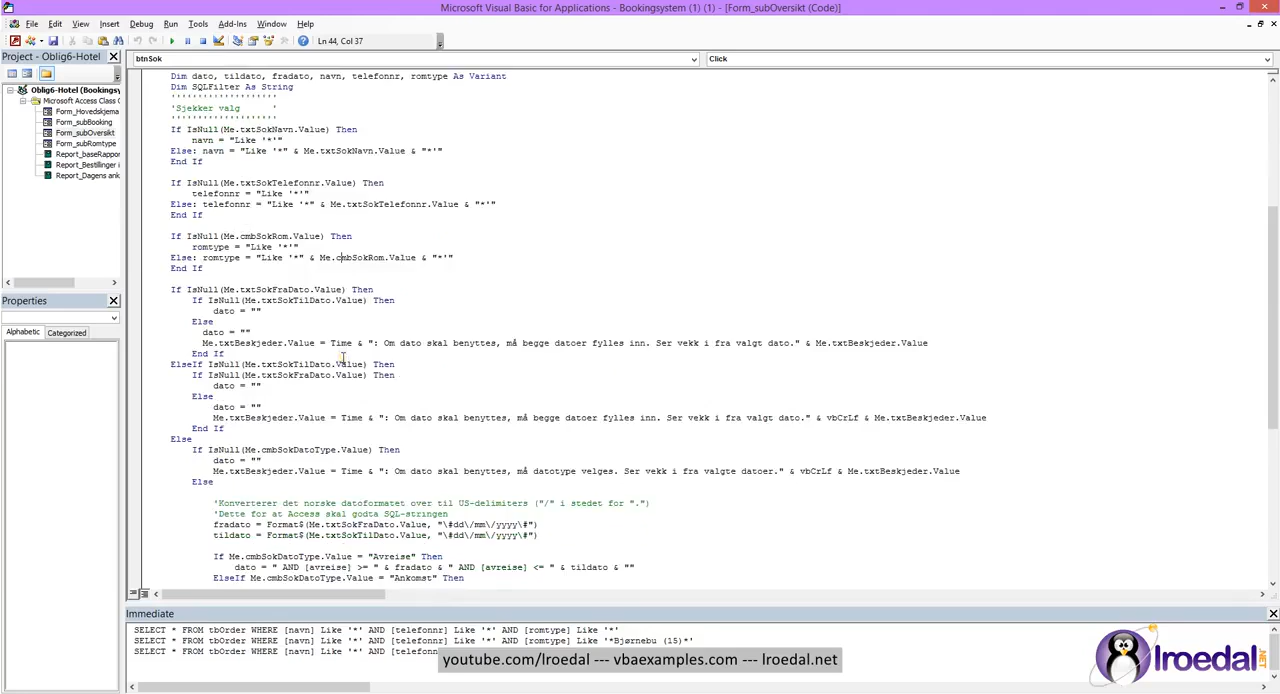 Microsoft Visual Basic for Applications - Bookingsystem (1) (1) - [Form_subOversikt (Code)]
File Edit View Insert Debug Run Tools Add-Ins Window Help
Ln 44, Col 37
Project - Oblig6-Hotel
btnSok
Click
Oblig6-Hotel (Bookingsy
Microsoft Access Class O
Form_Hovedskjema
Form_subBooking
Form_subOversikt
Form_subRomtype
Report_baseRappor
Report_Bestillinger i
Report_Dagens ank
Properties
Alphabetic Categorized
Dim dato, tildato, fradato, navn, telefonnr, romtype As Variant
Dim SQLFilter As String
''''''''''''''''''''
'Sjekker valg      '
''''''''''''''''''''
If IsNull(Me.txtSokNavn.Value) Then
navn = "Like '*'"
Else: navn = "Like '*" & Me.txtSokNavn.Value & "*'"
End If
If IsNull(Me.txtSokTelefonnr.Value) Then
telefonnr = "Like '*'"
Else: telefonnr = "Like '*" & Me.txtSokTelefonnr.Value & "*'"
End If
If IsNull(Me.cmbSokRom.Value) Then
romtype = "Like '*'"
Else: romtype = "Like '*" & Me.cmbSokRom.Value & "*'"
End If
If IsNull(Me.txtSokFraDato.Value) Then
If IsNull(Me.txtSokTilDato.Value) Then
dato = ""
Else
dato = ""
Me.txtBeskjeder.Value = Time & ": Om dato skal benyttes, må begge datoer fylles inn. Ser vekk i fra valgt dato." & Me.txtBeskjeder.Value
End If
ElseIf IsNull(Me.txtSokTilDato.Value) Then
If IsNull(Me.txtSokFraDato.Value) Then
dato = ""
Else
dato = ""
Me.txtBeskjeder.Value = Time & ": Om dato skal benyttes, må begge datoer fylles inn. Ser vekk i fra valgt dato." & vbCrLf & Me.txtBeskjeder.Value
End If
Else
If IsNull(Me.cmbSokDatoType.Value) Then
dato = ""
Me.txtBeskjeder.Value = Time & ": Om dato skal benyttes, må datotype velges. Ser vekk i fra valgte datoer." & vbCrLf & Me.txtBeskjeder.Value
Else
'Konverterer det norske datoformatet over til US-delimiters ("/" i stedet for ".")
'Dette for at Access skal godta SQL-stringen
fradato = Format$(Me.txtSokFraDato.Value, "\#dd\/mm\/yyyy\#")
tildato = Format$(Me.txtSokTilDato.Value, "\#dd\/mm\/yyyy\#")
If Me.cmbSokDatoType.Value = "Avreise" Then
dato = " AND [avreise] >= " & fradato & " AND [avreise] <= " & tildato & ""
ElseIf Me.cmbSokDatoType.Value = "Ankomst" Then
Immediate
SELECT * FROM tbOrder WHERE [navn] Like '*' AND [telefonnr] Like '*' AND [romtype] Like '*'
SELECT * FROM tbOrder WHERE [navn] Like '*' AND [telefonnr] Like '*' AND [romtype] Like '*Bjørnebu (15)*'
SELECT * FROM tbOrder WHERE [navn] Like '*' AND [telefonn
youtube.com/lroedal --- vbaexamples.com --- lroedal.net
lroedal.NET